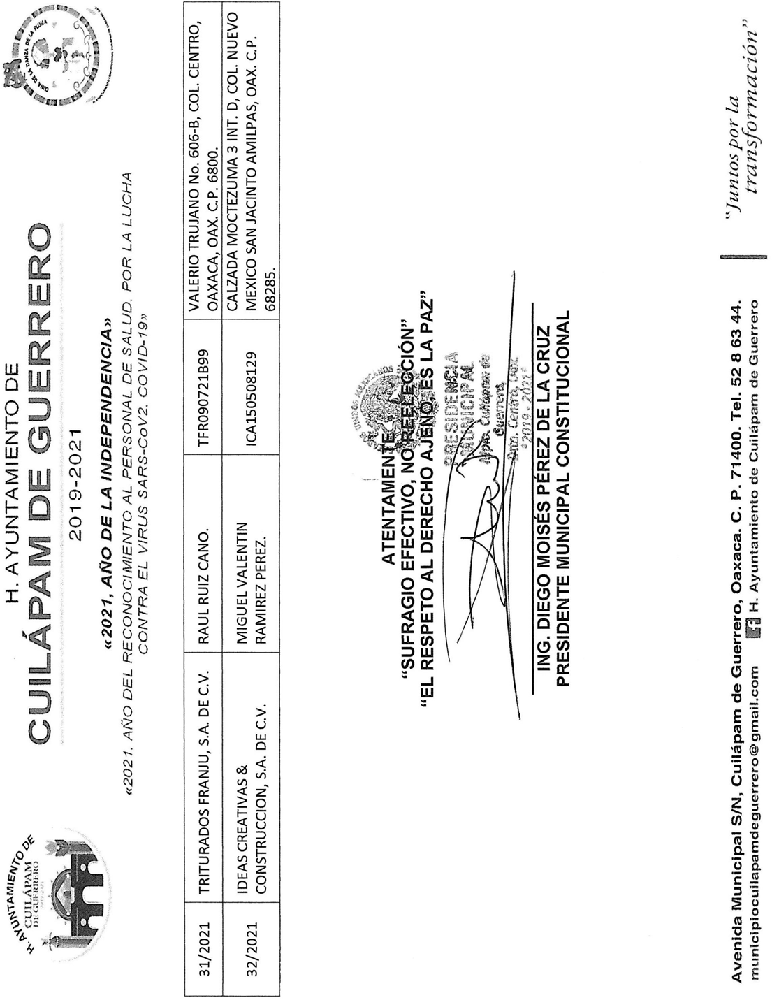 H. AYUNTAMIENTO DE
CUILÁPAM
DE GUERRERO
H. AYUNTAMIENTO DE
CUILÁPAM DE GUERRERO
2019-2021
CUNA DE LA DANZA DE LA PLUMA
«2021, AÑO DE LA INDEPENDENCIA»
«2021. AÑO DEL RECONOCIMIENTO AL PERSONAL DE SALUD. POR LA LUCHA
CONTRA EL VIRUS SARS-CoV2. COVID-19»
31/2021 TRITURADOS FRANJU, S.A. DE C.V. RAUL RUIZ CANO. TFR090721B99 VALERIO TRUJANO No. 606-B, COL. CENTRO,
OAXACA, OAX. C.P. 6800.
32/2021 IDEAS CREATIVAS &
CONSTRUCCION, S.A. DE C.V. MIGUEL VALENTIN
RAMIREZ PEREZ. ICA150508129 CALZADA MOCTEZUMA 3 INT. D, COL. NUEVO
MEXICO SAN JACINTO AMILPAS, OAX. C.P.
68285.
ATENTAMENTE
“SUFRAGIO EFECTIVO, NO REELECCIÓN”
“EL RESPETO AL DERECHO AJENO, ES LA PAZ”
PRESIDENCIA
MUNICIPAL
Mpio. Cuilápam de
Guerrero
Dto. Centro, Oax.
2019 - 2021
ING. DIEGO MOISÉS PÉREZ DE LA CRUZ
PRESIDENTE MUNICIPAL CONSTITUCIONAL
Avenida Municipal S/N, Cuilápam de Guerrero, Oaxaca. C. P. 71400. Tel. 52 8 63 44.
municipiocuilapamdeguerrero@gmail.com H. Ayuntamiento de Cuilápam de Guerrero
“Juntos por la
transformación”